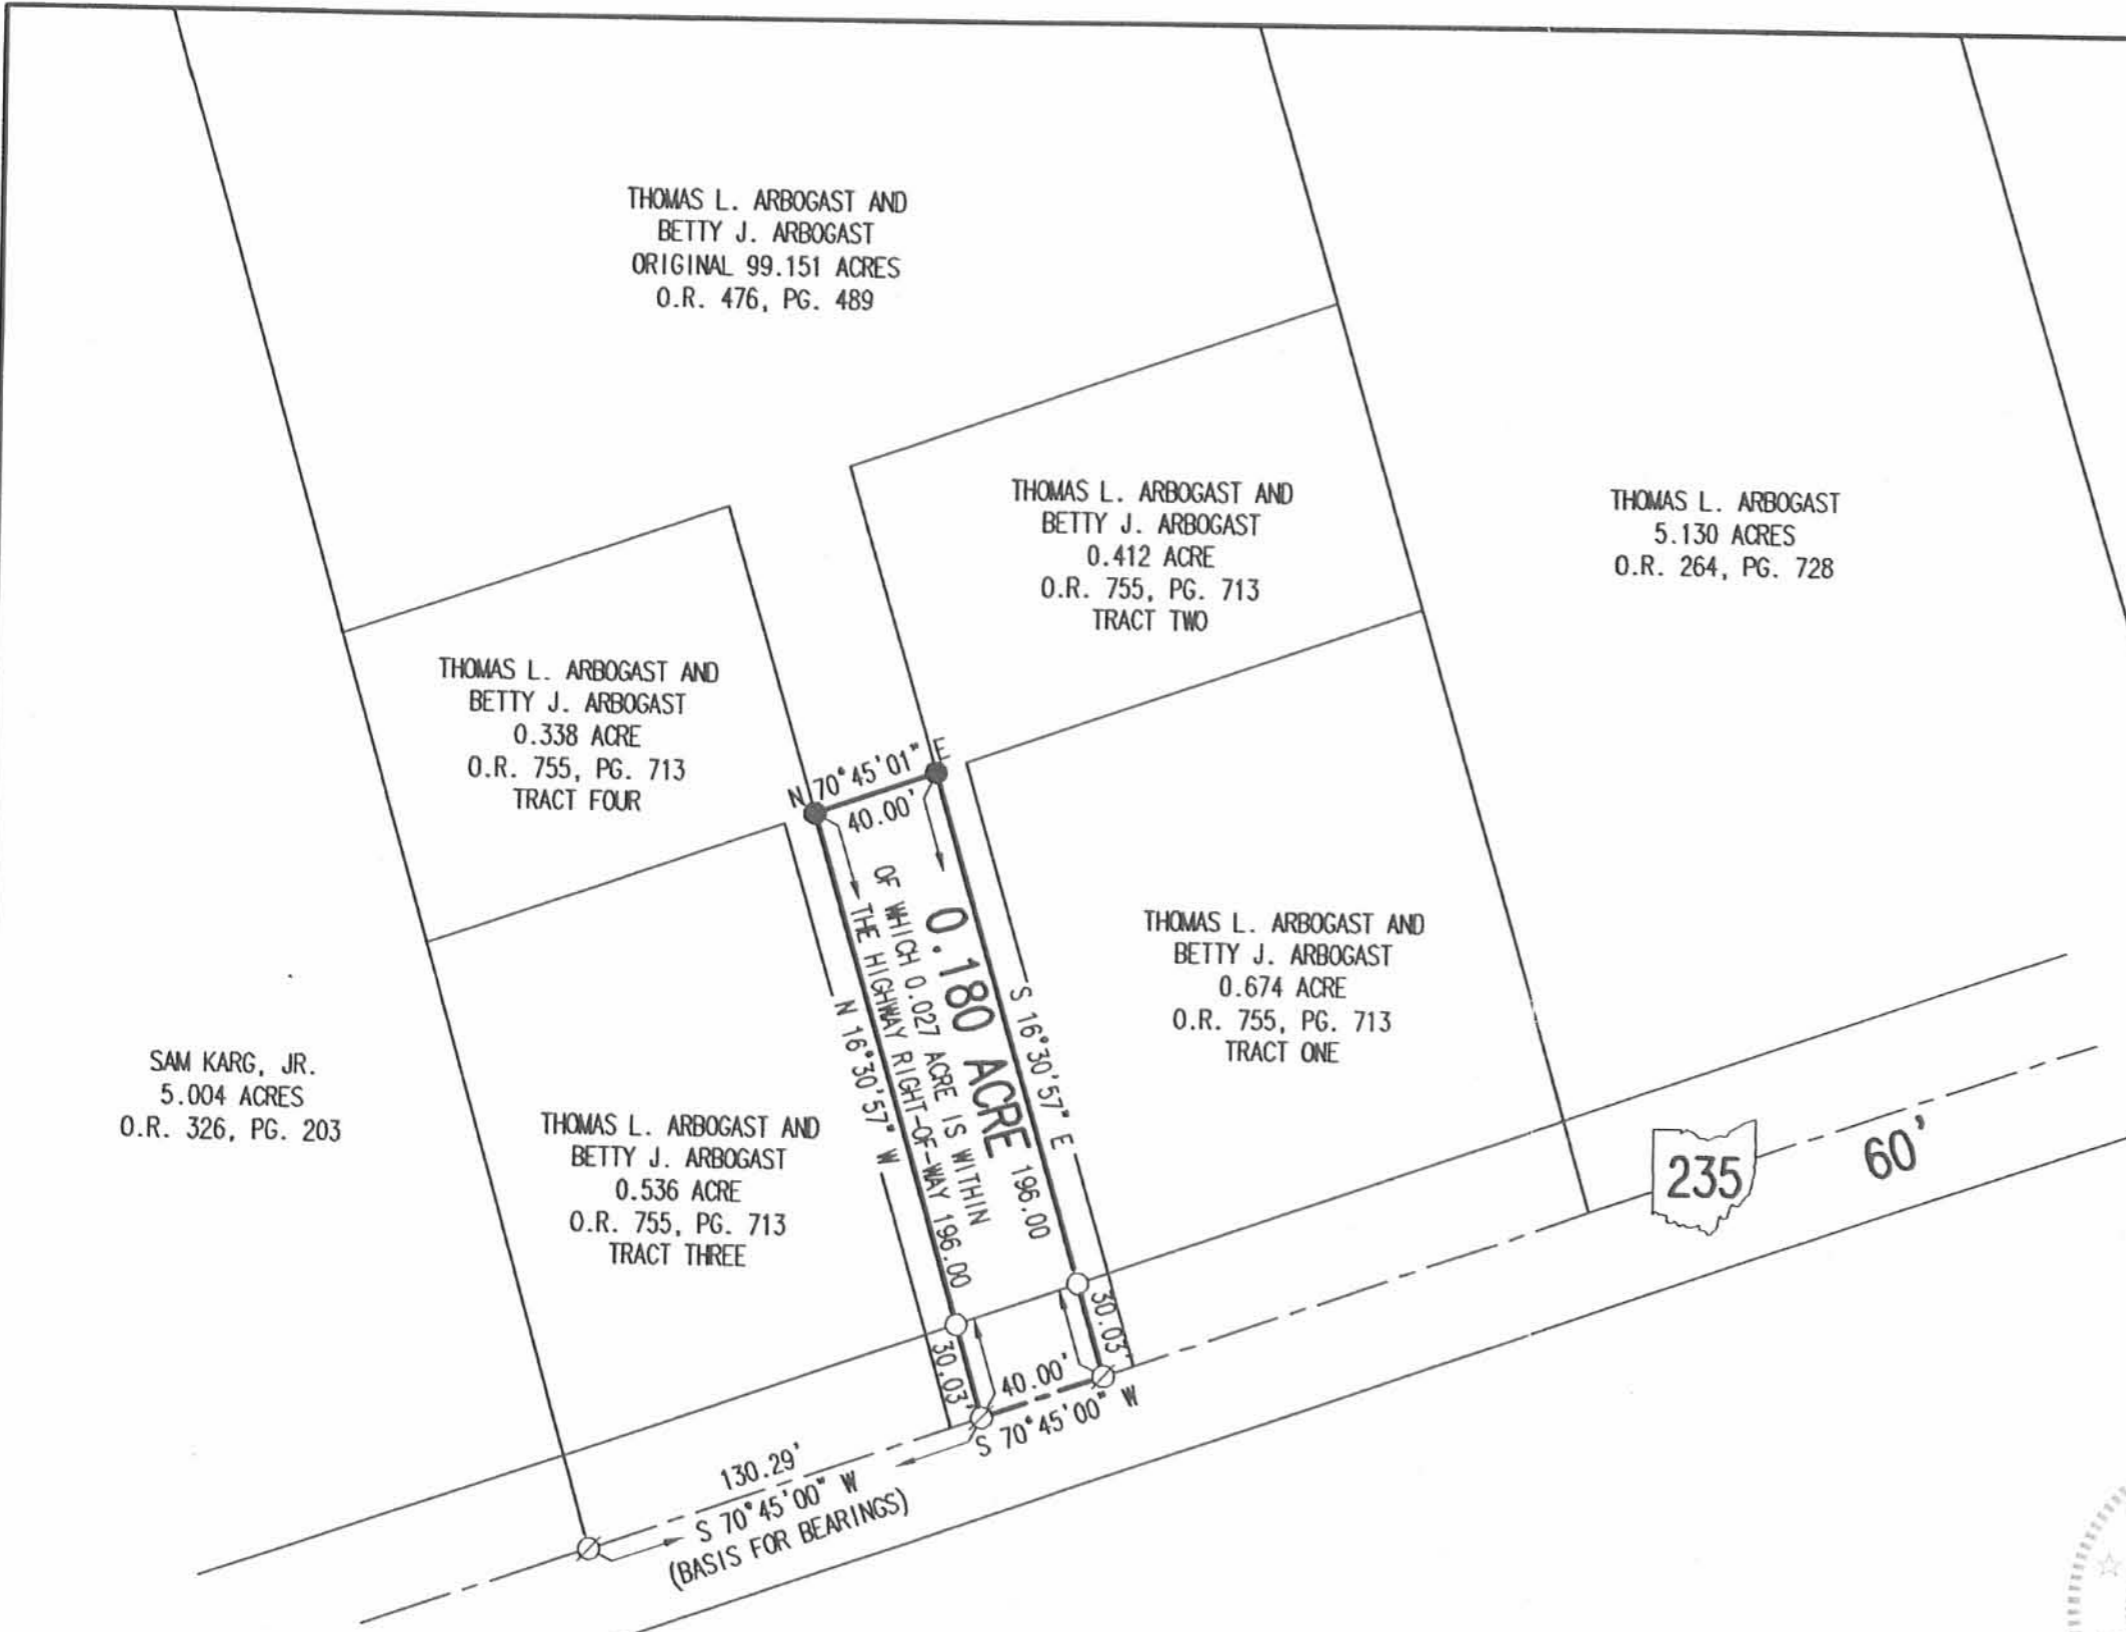 THOMAS L. ARBOGAST AND
BETTY J. ARBOGAST
ORIGINAL 99.151 ACRES
O.R. 476, PG. 489
THOMAS L. ARBOGAST AND
BETTY J. ARBOGAST
0.412 ACRE
O.R. 755, PG. 713
TRACT TWO
THOMAS L. ARBOGAST
5.130 ACRES
O.R. 264, PG. 728
THOMAS L. ARBOGAST AND
BETTY J. ARBOGAST
0.338 ACRE
O.R. 755, PG. 713
TRACT FOUR
N 70°45'01" E
40.00'
0.180 ACRE
OF WHICH 0.027 ACRE IS WITHIN
THE HIGHWAY RIGHT-OF-WAY
196.00
196.00
N 16°30'57" W
S 16°30'57" E
THOMAS L. ARBOGAST AND
BETTY J. ARBOGAST
0.674 ACRE
O.R. 755, PG. 713
TRACT ONE
SAM KARG, JR.
5.004 ACRES
O.R. 326, PG. 203
THOMAS L. ARBOGAST AND
BETTY J. ARBOGAST
0.536 ACRE
O.R. 755, PG. 713
TRACT THREE
235
60'
30.03'
30.03'
40.00'
S 70°45'00" W
130.29'
S 70°45'00" W
(BASIS FOR BEARINGS)